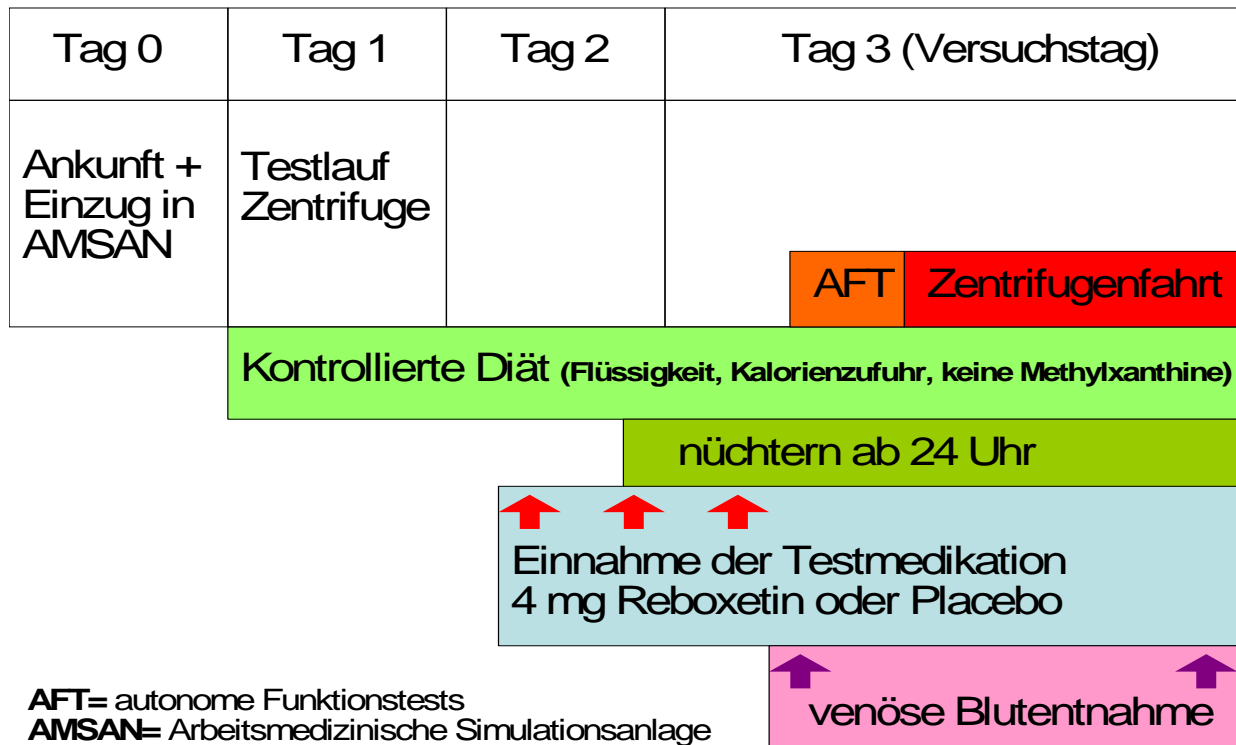 Tag 0
Tag 1
Tag 2
Tag 3 (Versuchstag)
Ankunft +
Einzug in
AMSAN
Testlauf
Zentrifuge
AFT
Zentrifugenfahrt
Kontrollierte Diät (Flüssigkeit, Kalorienzufuhr, keine Methylxanthine)
nüchtern ab 24 Uhr
Einnahme der Testmedikation
4 mg Reboxetin oder Placebo
venöse Blutentnahme
AFT= autonome Funktionstests
AMSAN= Arbeitsmedizinische Simulationsanlage